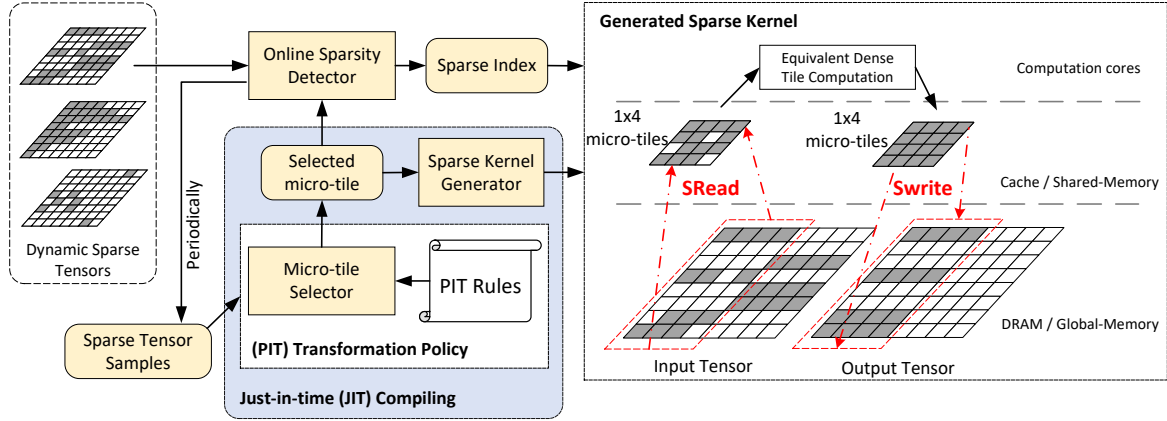 Dynamic Sparse
Tensors
Online Sparsity
Detector
Sparse Index
Periodically
Selected
micro-tile
Sparse Kernel
Generator
Micro-tile
Selector
PIT Rules
(PIT) Transformation Policy
Just-in-time (JIT) Compiling
Sparse Tensor
Samples
Generated Sparse Kernel
Equivalent Dense
Tile Computation
Computation cores
1x4
micro-tiles
1x4
micro-tiles
SRead
Swrite
Cache / Shared-Memory
DRAM / Global-Memory
Input Tensor
Output Tensor